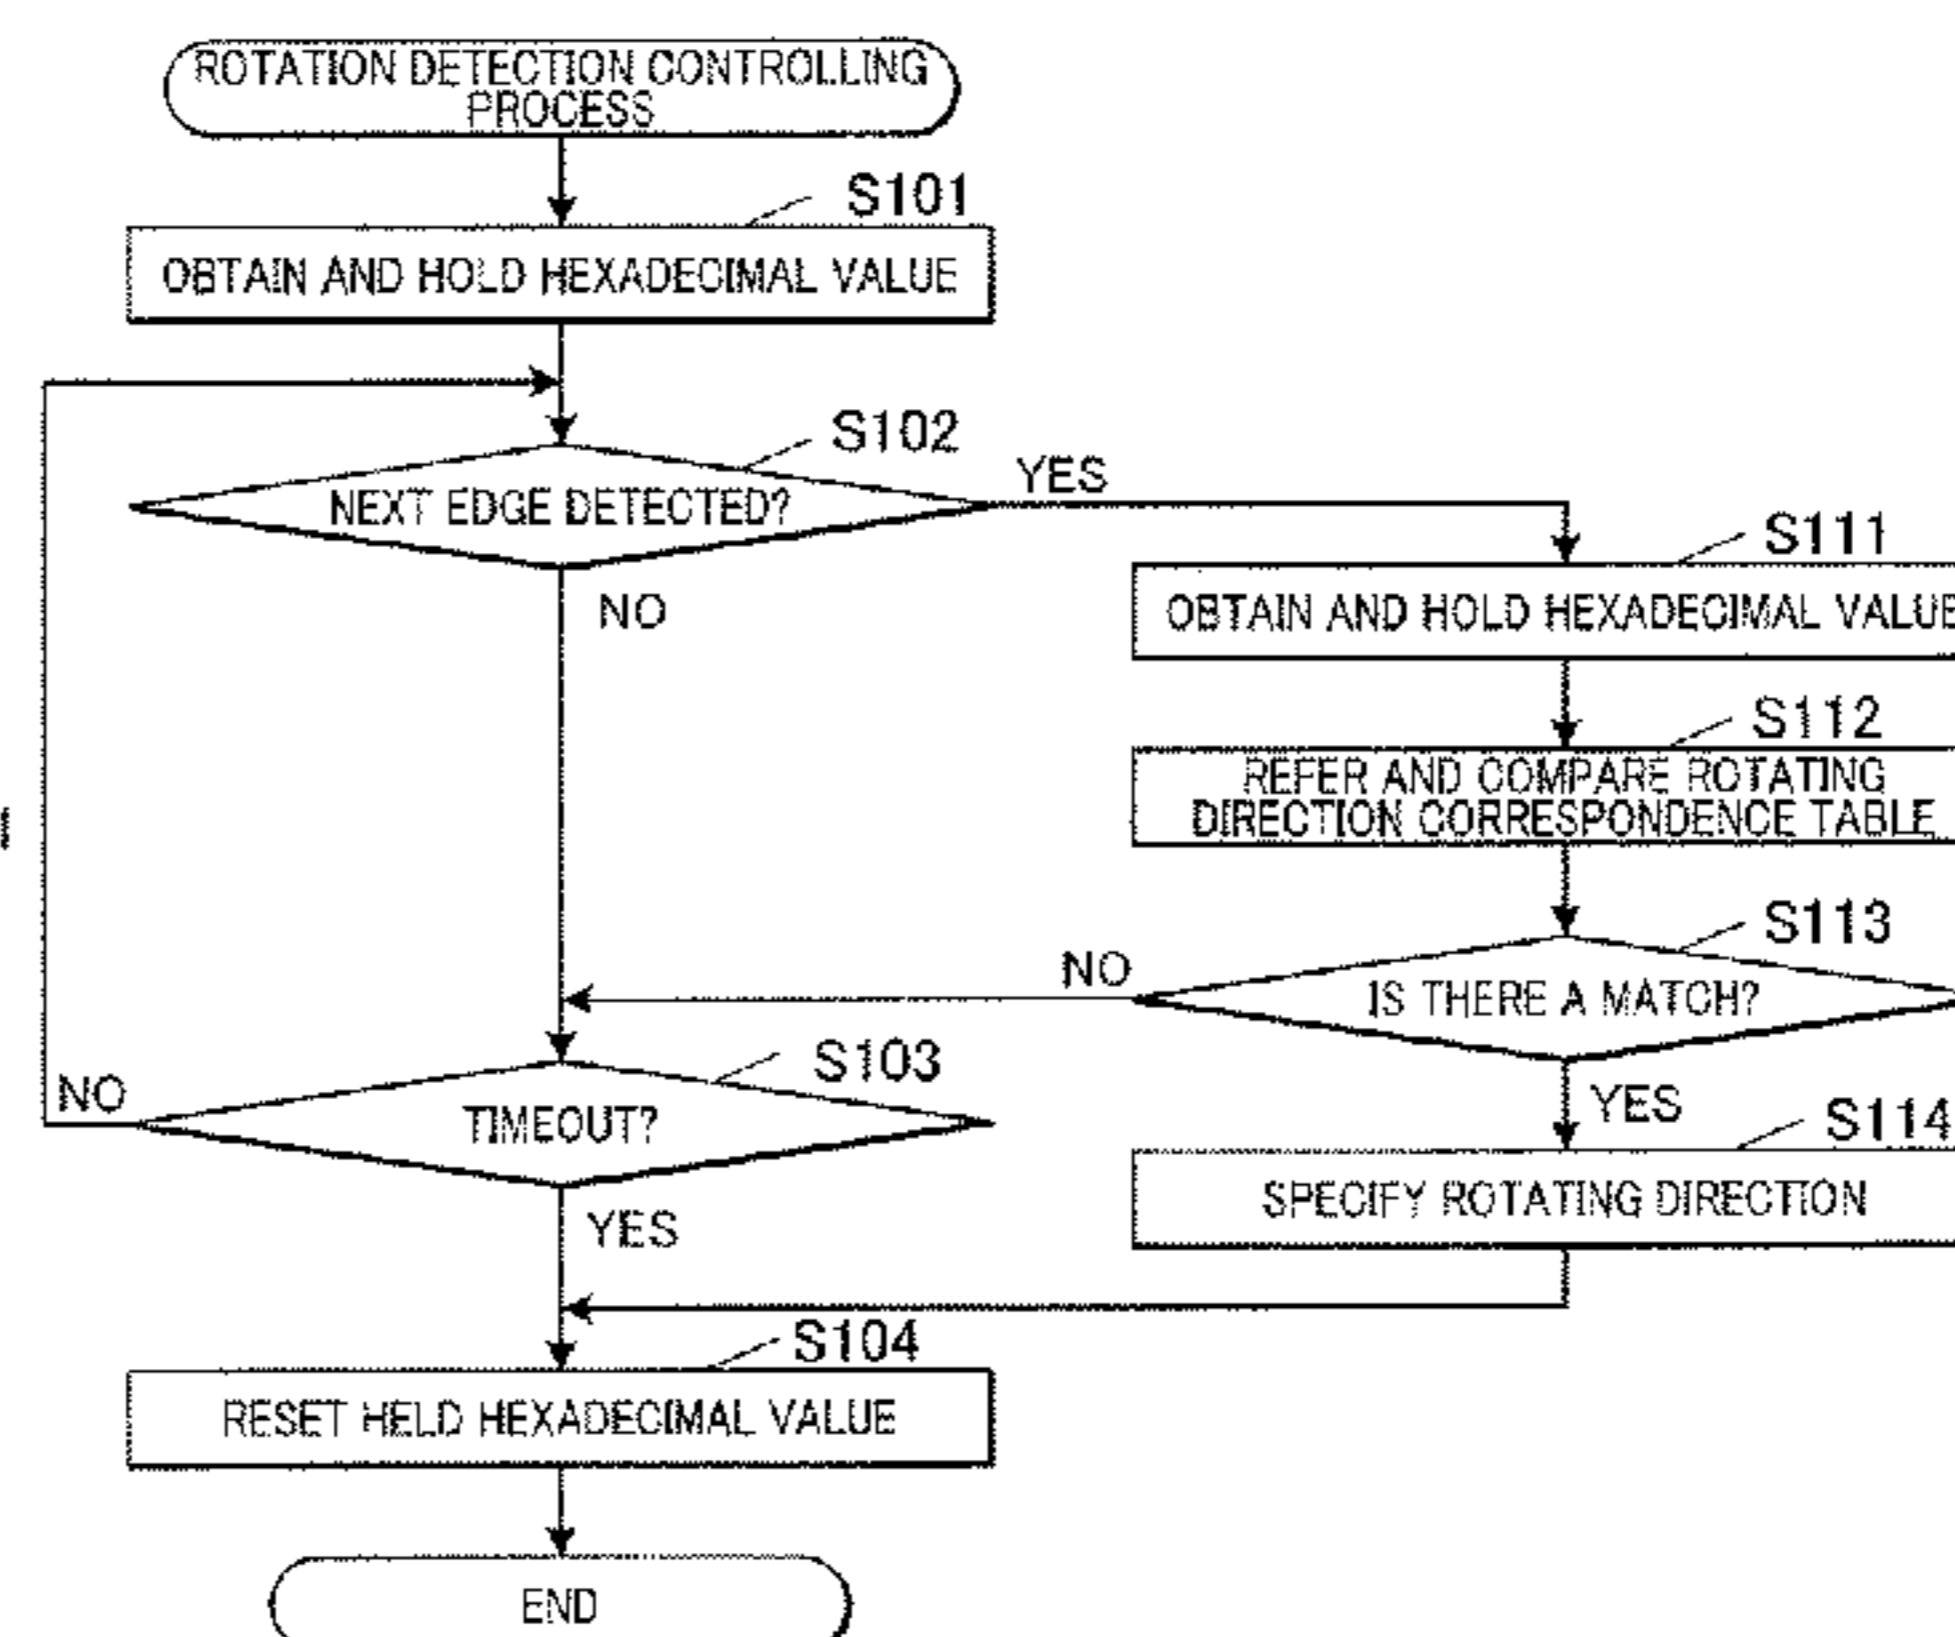 ROTATION DETECTION CONTROLLING
PROCESS
S101
OBTAIN AND HOLD HEXADECIMAL VALUE
S102
NEXT EDGE DETECTED?
YES
NO
S111
OBTAIN AND HOLD HEXADECIMAL VALUE
S112
REFER AND COMPARE ROTATING
DIRECTION CORRESPONDENCE TABLE
S113
IS THERE A MATCH?
NO
YES
S103
TIMEOUT?
NO
YES
S114
SPECIFY ROTATING DIRECTION
S104
RESET HELD HEXADECIMAL VALUE
END